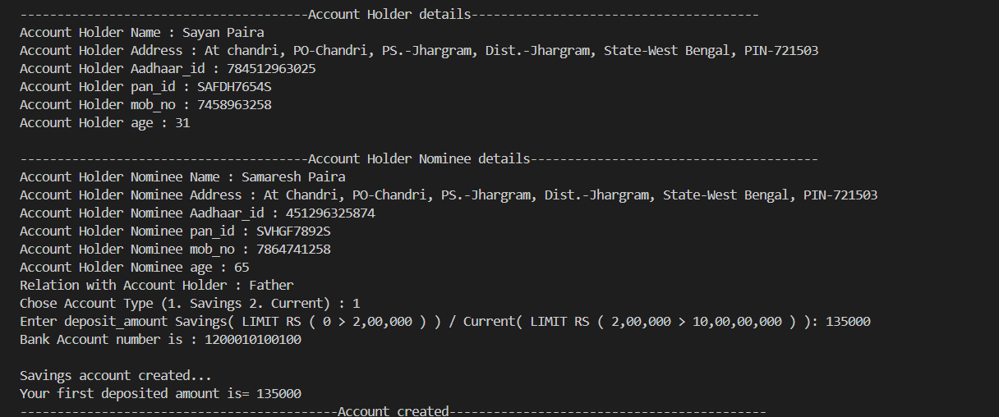 ---------------------------------------Account Holder details---------------------------------------
Account Holder Name : Sayan Paira
Account Holder Address : At chandri, PO-Chandri, PS.-Jhargram, Dist.-Jhargram, State-West Bengal, PIN-721503
Account Holder Aadhaar_id : 784512963025
Account Holder pan_id : SAFDH7654S
Account Holder mob_no : 7458963258
Account Holder age : 31
---------------------------------------Account Holder Nominee details---------------------------------------
Account Holder Nominee Name : Samaresh Paira
Account Holder Nominee Address : At Chandri, PO-Chandri, PS.-Jhargram, Dist.-Jhargram, State-West Bengal, PIN-721503
Account Holder Nominee Aadhaar_id : 451296325874
Account Holder Nominee pan_id : SVHGF7892S
Account Holder Nominee mob_no : 7864741258
Account Holder Nominee age : 65
Relation with Account Holder : Father
Chose Account Type (1. Savings 2. Current) : 1
Enter deposit_amount Savings( LIMIT RS ( 0 > 2,00,000 ) ) / Current( LIMIT RS ( 2,00,000 > 10,00,00,000 ) ): 135000
Bank Account number is : 1200010100100
Savings account created...
Your first deposited amount is= 135000
-------------------------------------------Account created-------------------------------------------